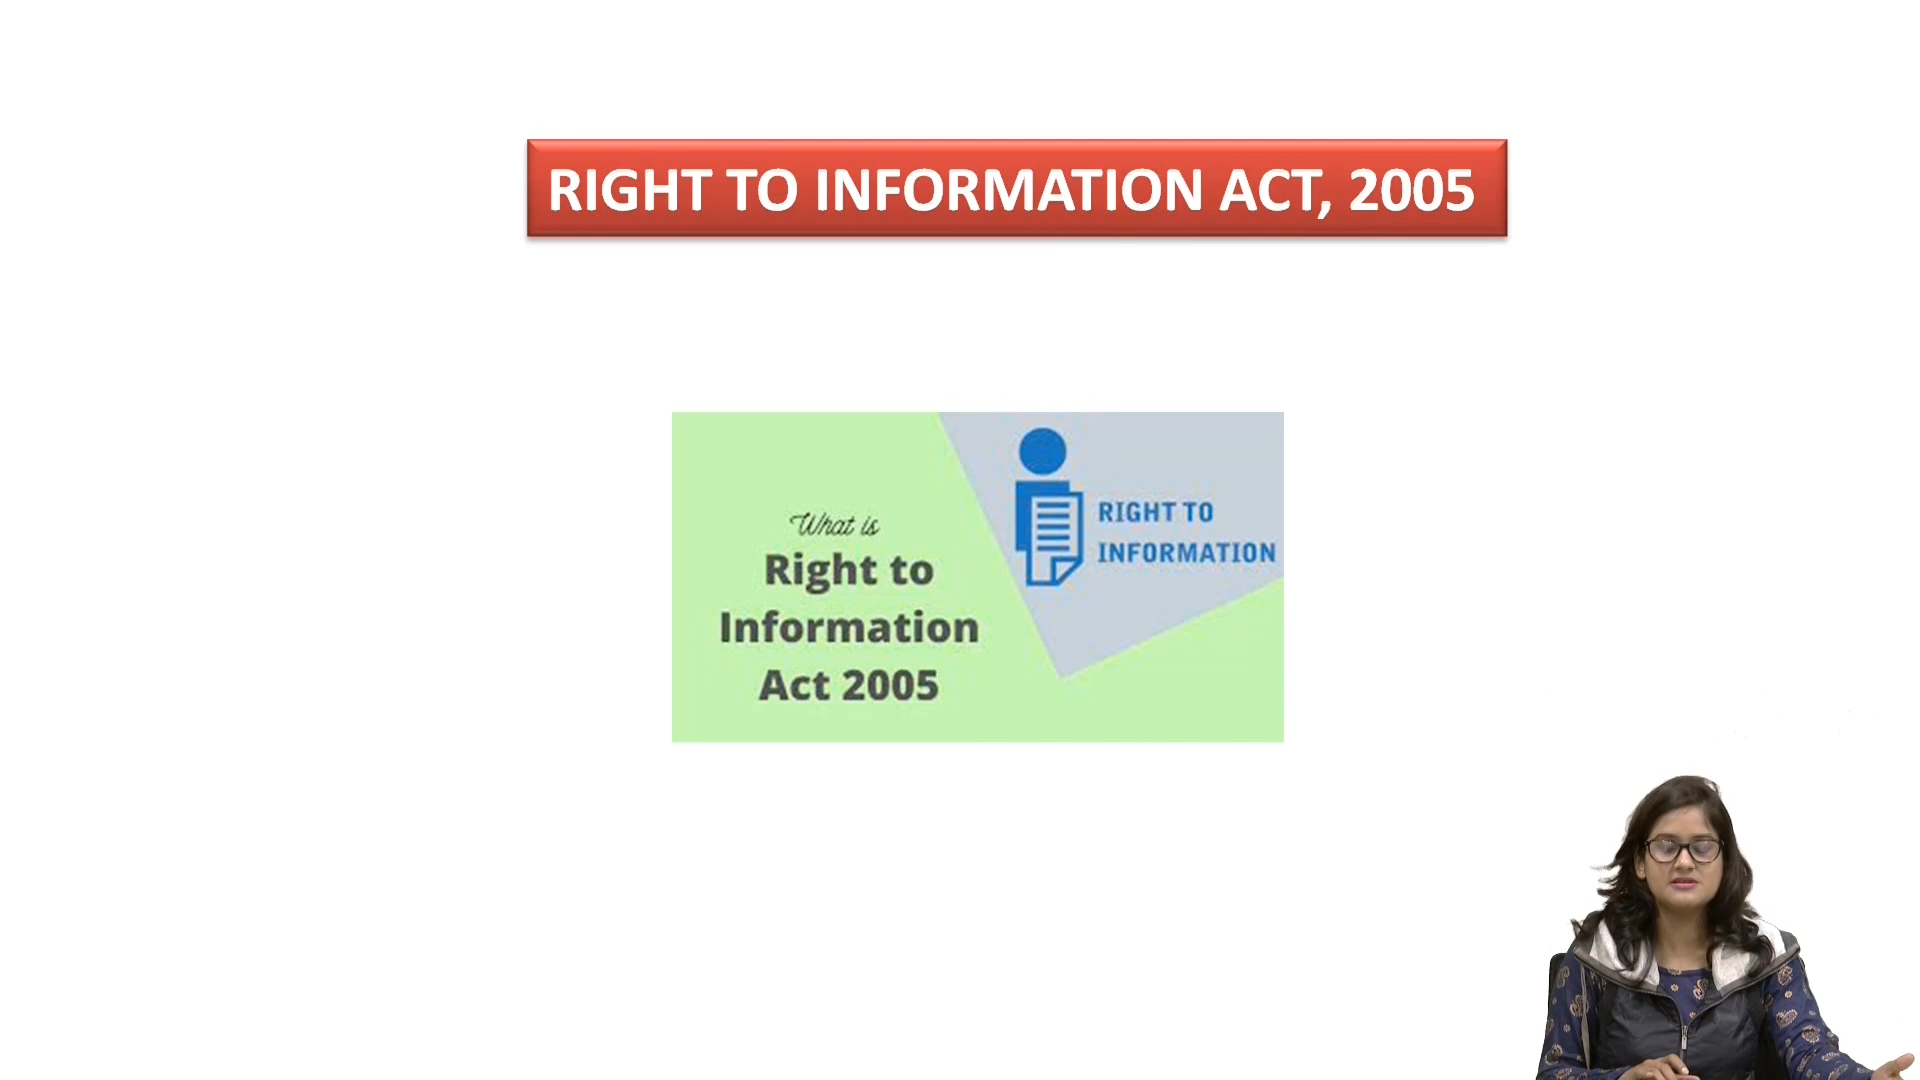 RIGHT TO INFORMATION ACT, 2005
What is
Right to
Information
Act 2005
RIGHT TO
INFORMATION